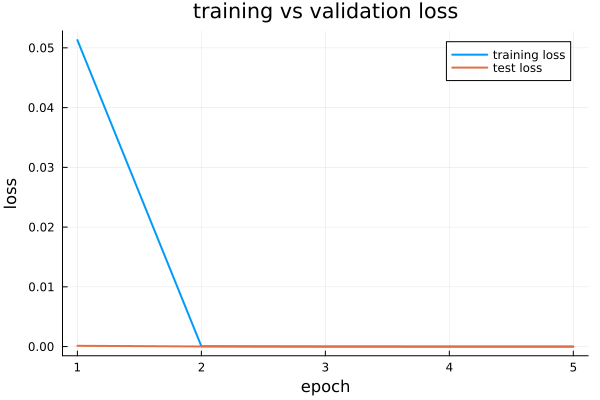 training vs validation loss
training loss
test loss
0.05
0.04
0.03
0.02
0.01
0.00
loss
1 2 3 4 5
epoch